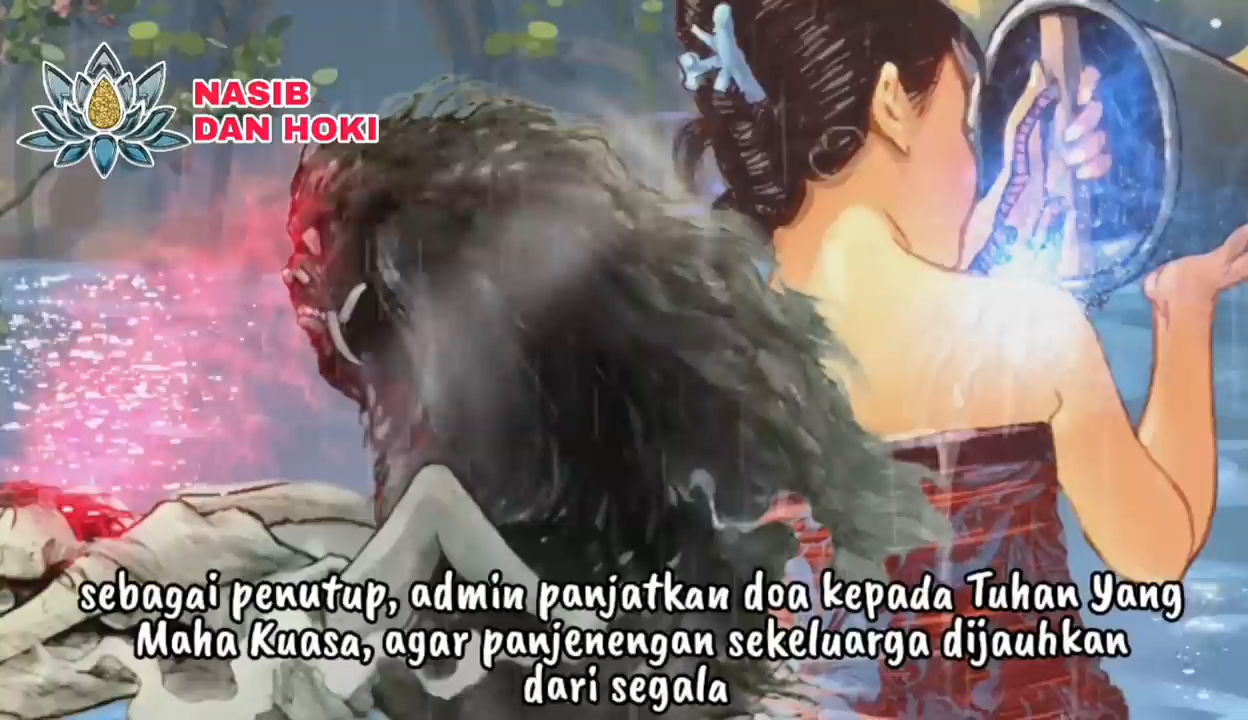 NASIB
DAN HOKI
sebagai penutup, admin panjatkan doa kepada Tuhan Yang
Maha Kuasa, agar panjenengan sekeluarga dijauhkan
dari segala